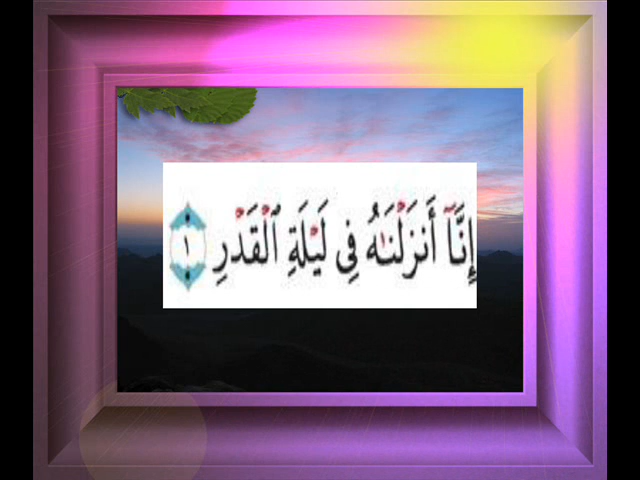 إِنَّآ أَنزَلْنَٰهُ فِى لَيْلَةِ ٱلْقَدْرِ ١